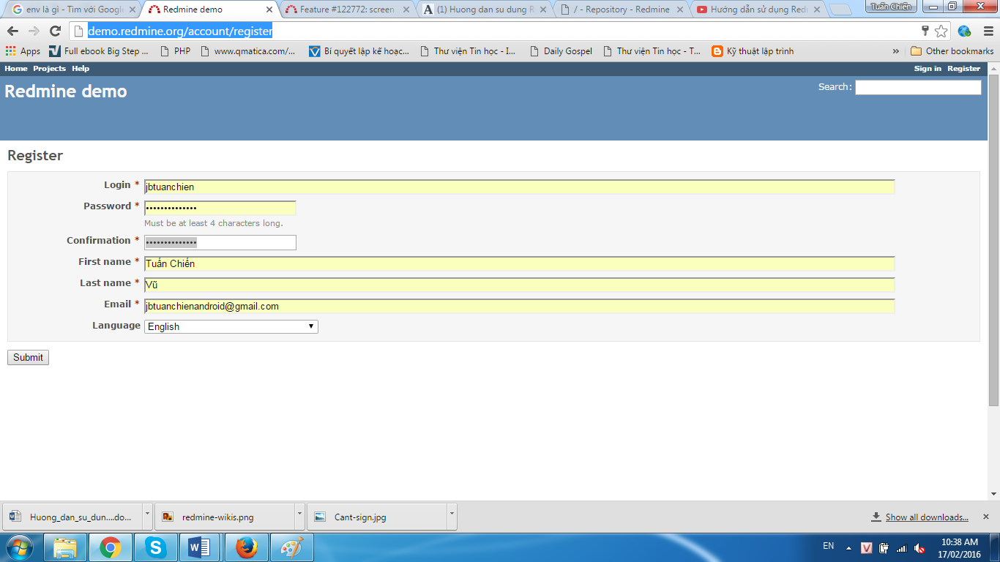 env là gì - Tìm với Google
Redmine demo
Feature #122772: screen
(1) Huong dan su dung R
/ - Repository - Redmine
Hướng dẫn sử dụng Redm
Tuấn Chiến
demo.redmine.org/account/register
Apps
Full ebook Big Step ...
PHP
www.qmatica.com/...
Bí quyết lập kế hoạc...
Thư viện Tin học - I...
Daily Gospel
Thư viện Tin học - T...
Kỹ thuật lập trình
»
Other bookmarks
Home Projects Help
Sign in Register
Redmine demo
Search:
Register
Login * jbtuanchien
Password * ••••••••••••••
Must be at least 4 characters long.
Confirmation * ••••••••••••••
First name * Tuấn Chiến
Last name * Vũ
Email * jbtuanchienandroid@gmail.com
Language English
Submit
Huong_dan_su_dun....do...
redmine-wikis.png
Cant-sign.jpg
Show all downloads...
EN
10:38 AM
17/02/2016